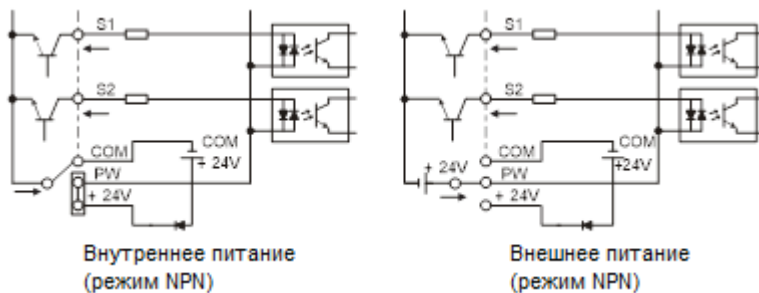 S1
S2
COM
COM
+ 24V
PW
+ 24V
Внутреннее питание
(режим NPN)
S1
S2
COM
COM
+ 24V
+24V
PW
+ 24V
Внешнее питание
(режим NPN)